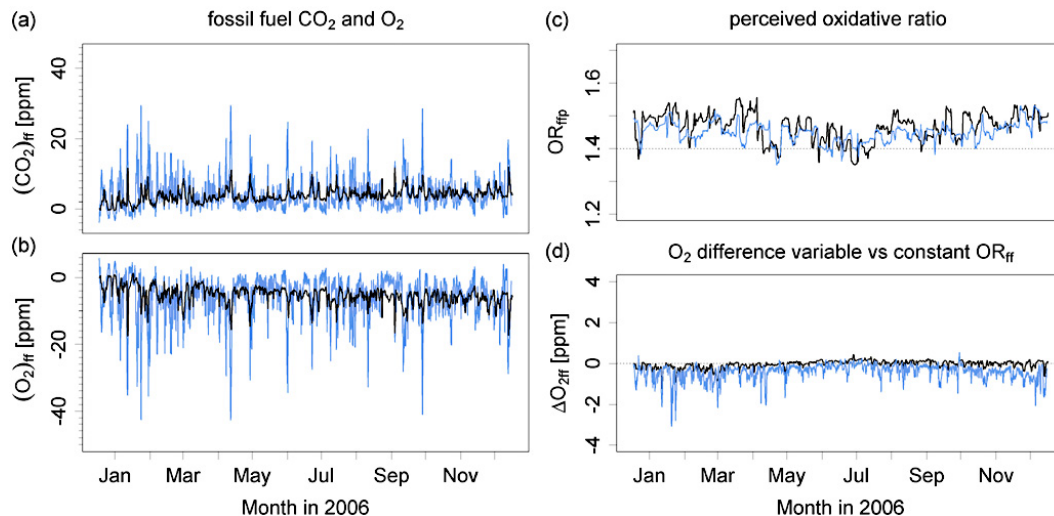 (a) fossil fuel CO₂ and O₂
(CO₂)ff [ppm]
40
20
0
(b)
(O₂)ff [ppm]
0
-20
-40
Jan Mar May Jul Sep Nov
Month in 2006
(c) perceived oxidative ratio
ORffp
1.6
1.4
1.2
(d) O₂ difference variable vs constant ORff
ΔO₂ff [ppm]
4
2
0
-2
-4
Jan Mar May Jul Sep Nov
Month in 2006